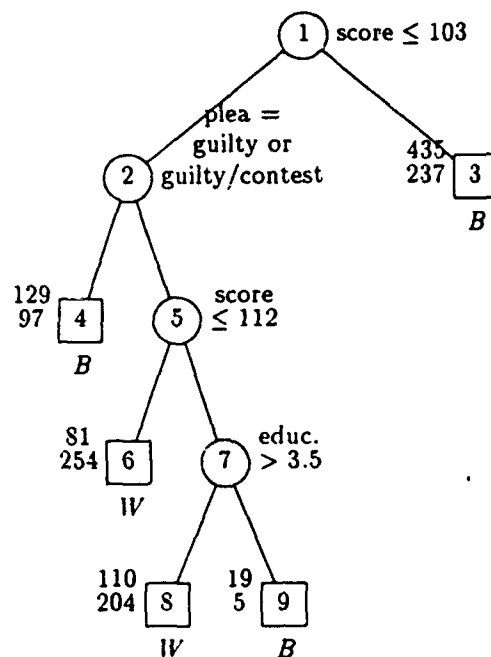 1
score ≤ 103
plea =
guilty or
guilty/contest
2
435
237
3
B
129
97
4
B
5
score
≤ 112
81
254
6
W
7
educ.
> 3.5
110
204
8
W
19
5
9
B